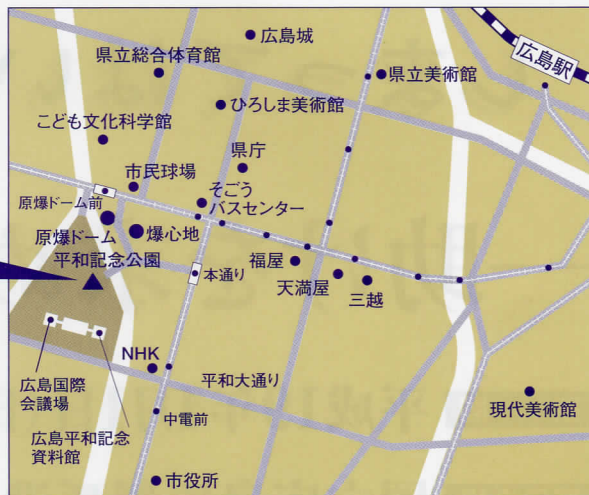 広島城
広島駅
県立総合体育館
県立美術館
ひろしま美術館
こども文化科学館
県庁
市民球場
そごう
バスセンター
原爆ドーム前
原爆ドーム
爆心地
平和記念公園
本通り
福屋
天満屋
三越
NHK
平和大通り
広島国際
会議場
中電前
現代美術館
広島平和記念
資料館
市役所